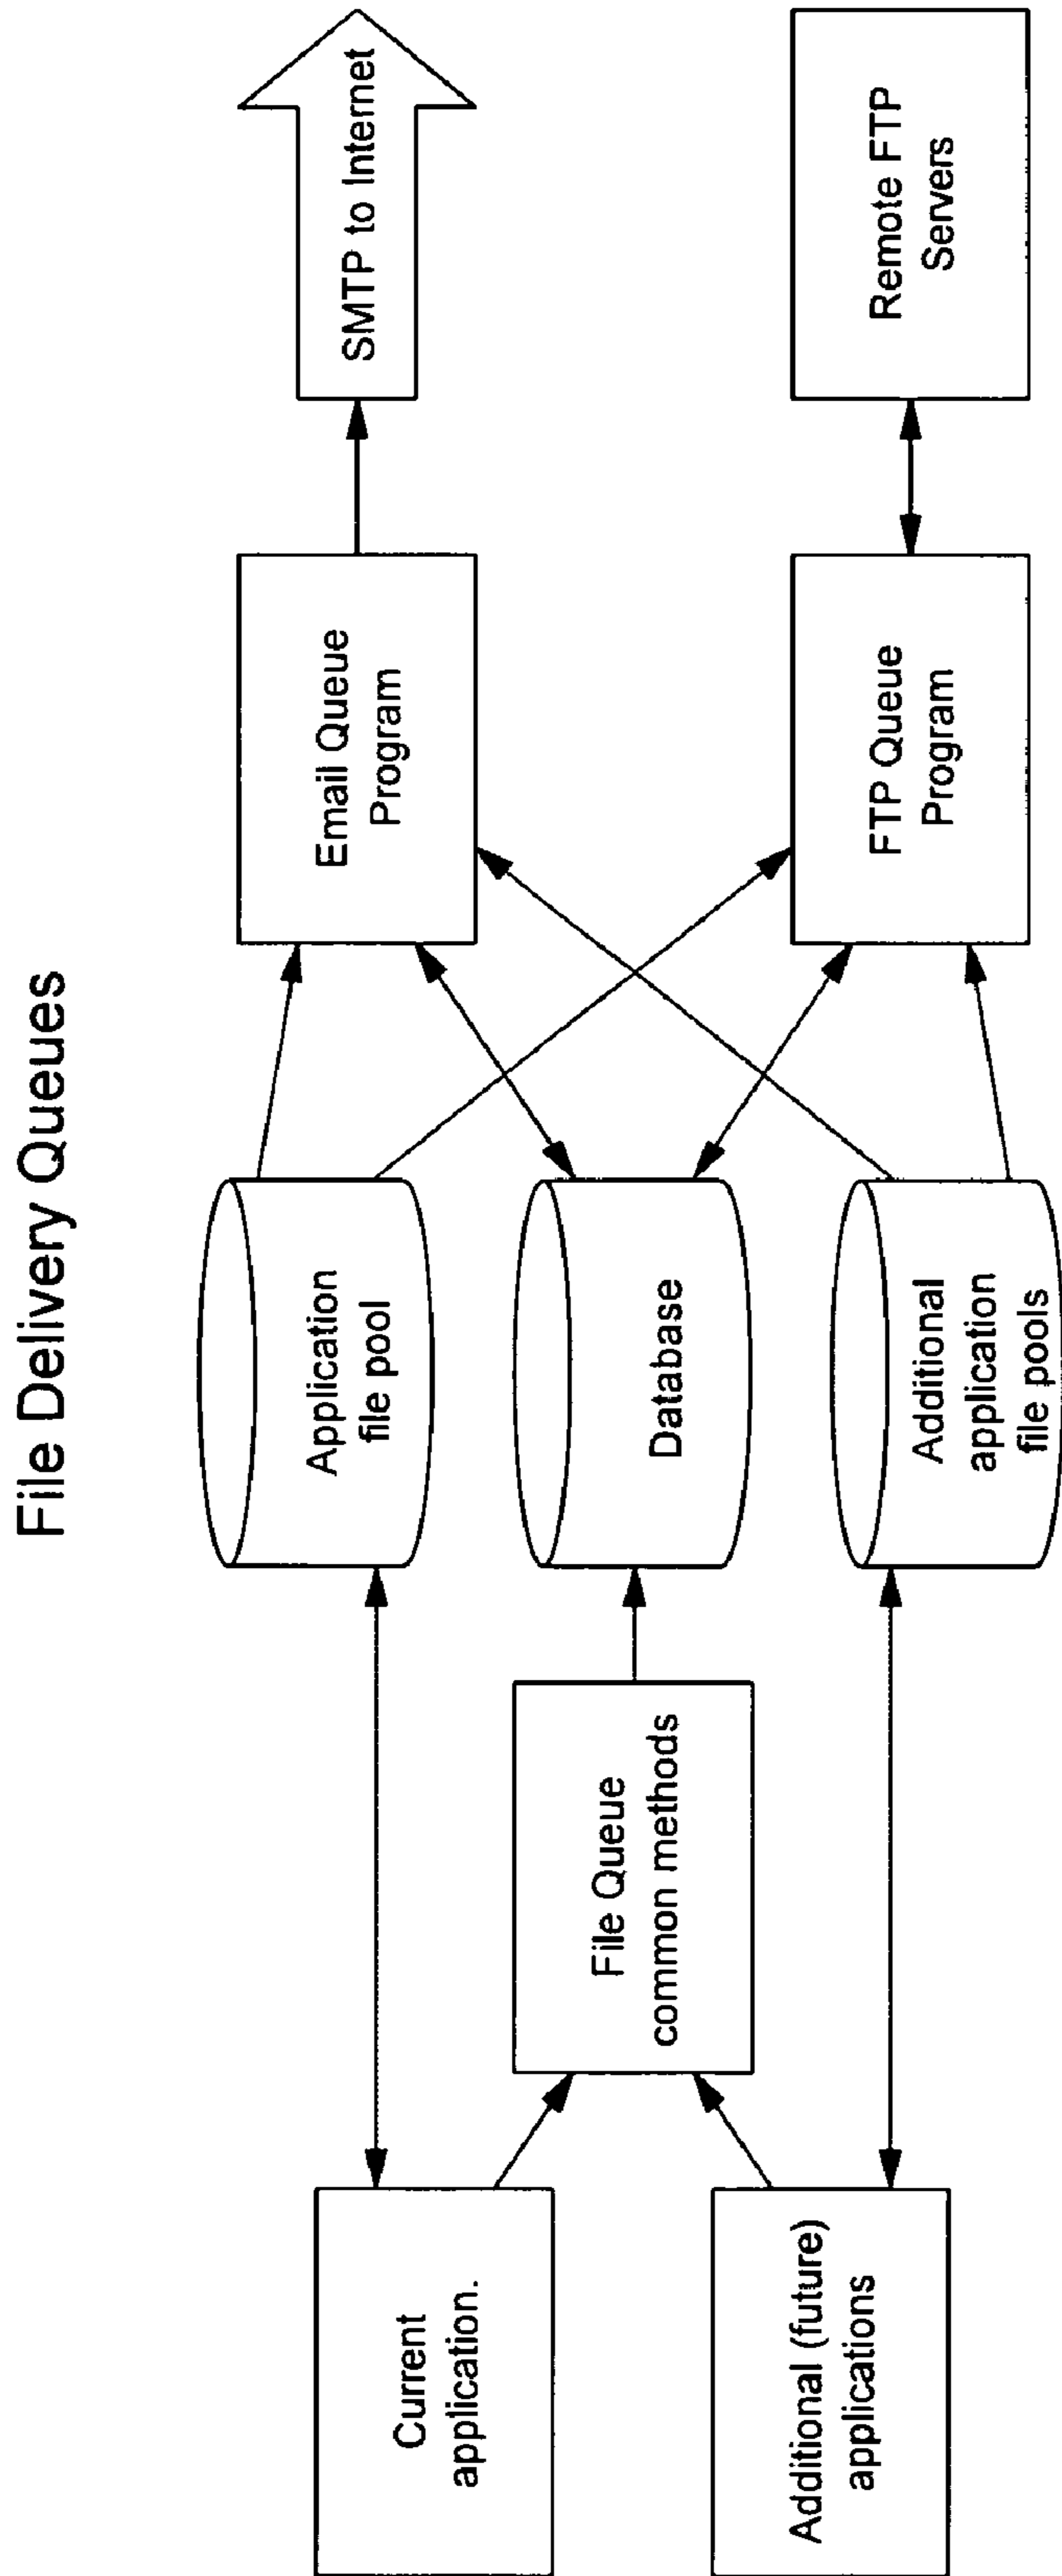 File Delivery Queues
Current
application.
Additional (future)
applications
File Queue
common methods
Application
file pool
Database
Additional
application
file pools
Email Queue
Program
FTP Queue
Program
SMTP to Internet
Remote FTP
Servers